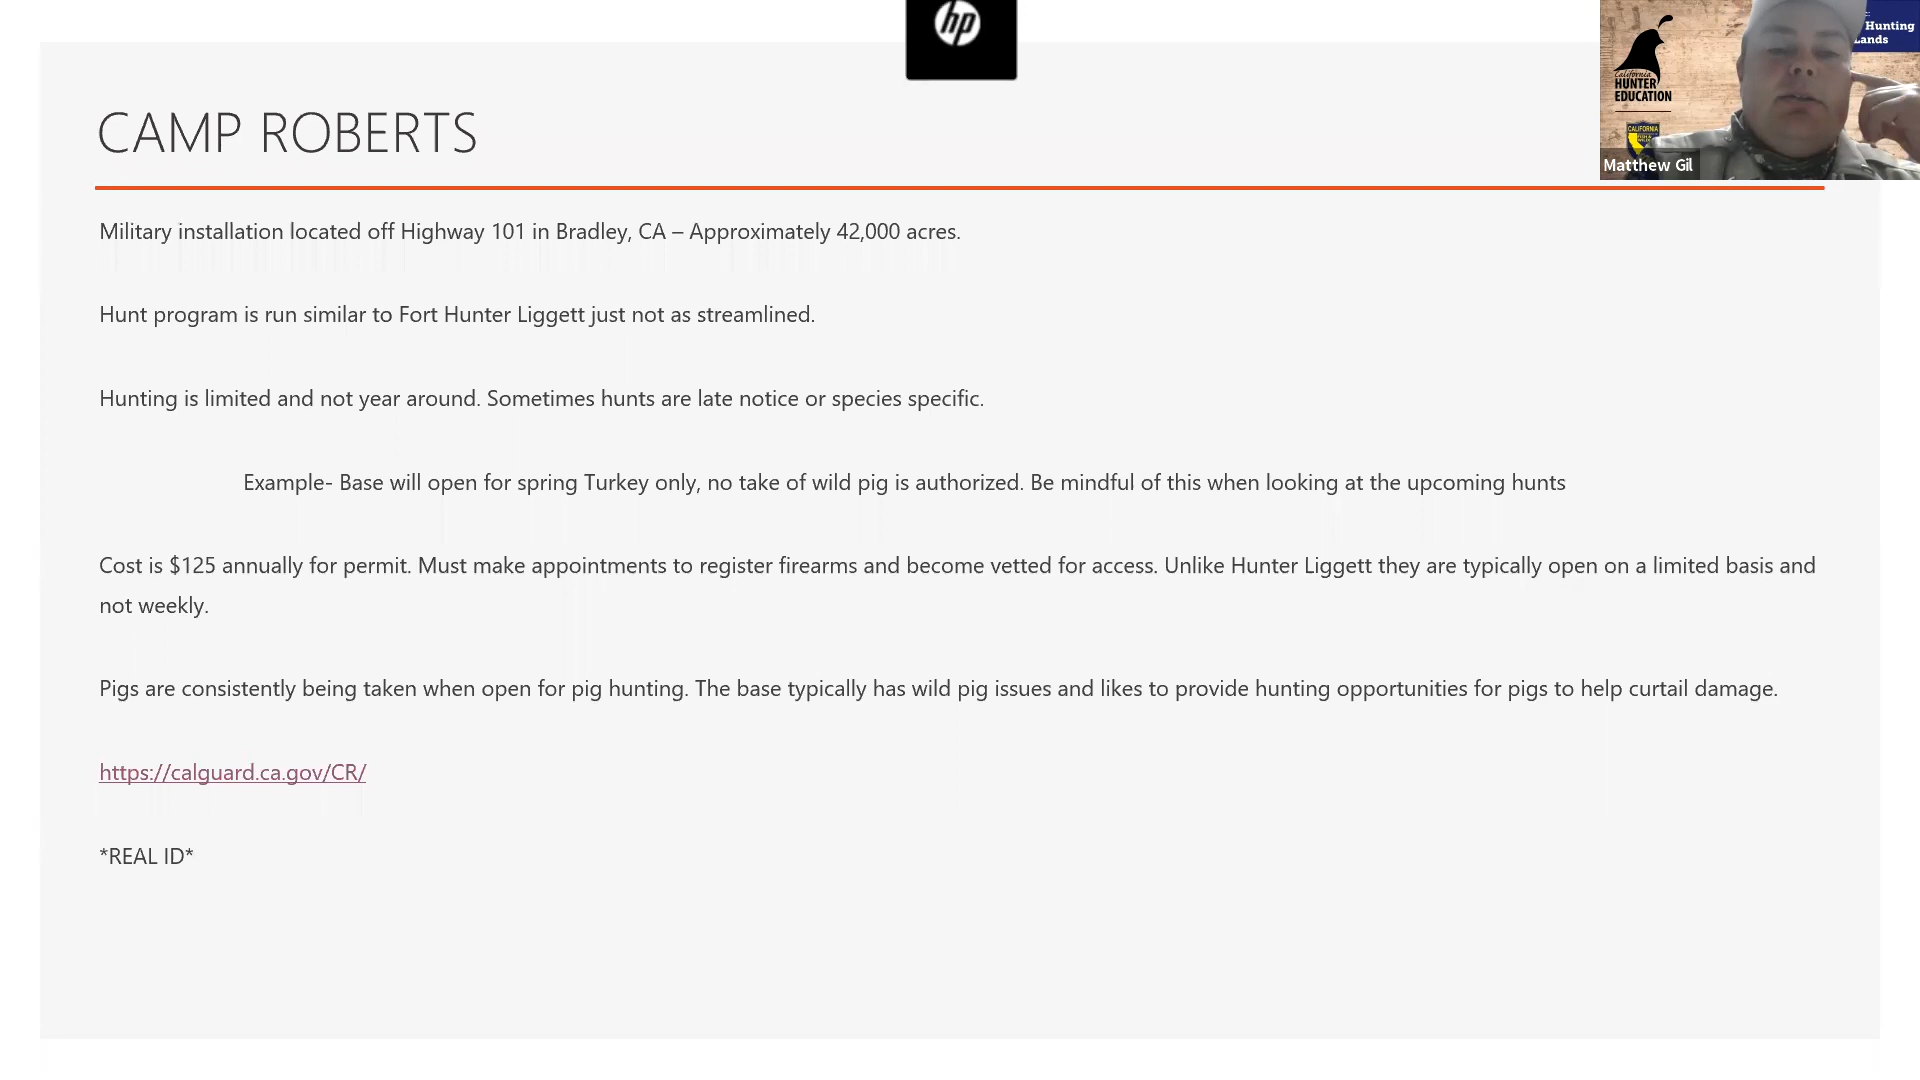 hp
Hunting
Lands
California
HUNTER
EDUCATION
CALIFORNIA
Matthew Gil
CAMP ROBERTS
Military installation located off Highway 101 in Bradley, CA – Approximately 42,000 acres.
Hunt program is run similar to Fort Hunter Liggett just not as streamlined.
Hunting is limited and not year around. Sometimes hunts are late notice or species specific.
Example- Base will open for spring Turkey only, no take of wild pig is authorized. Be mindful of this when looking at the upcoming hunts
Cost is $125 annually for permit. Must make appointments to register firearms and become vetted for access. Unlike Hunter Liggett they are typically open on a limited basis and
not weekly.
Pigs are consistently being taken when open for pig hunting. The base typically has wild pig issues and likes to provide hunting opportunities for pigs to help curtail damage.
https://calguard.ca.gov/CR/
*REAL ID*